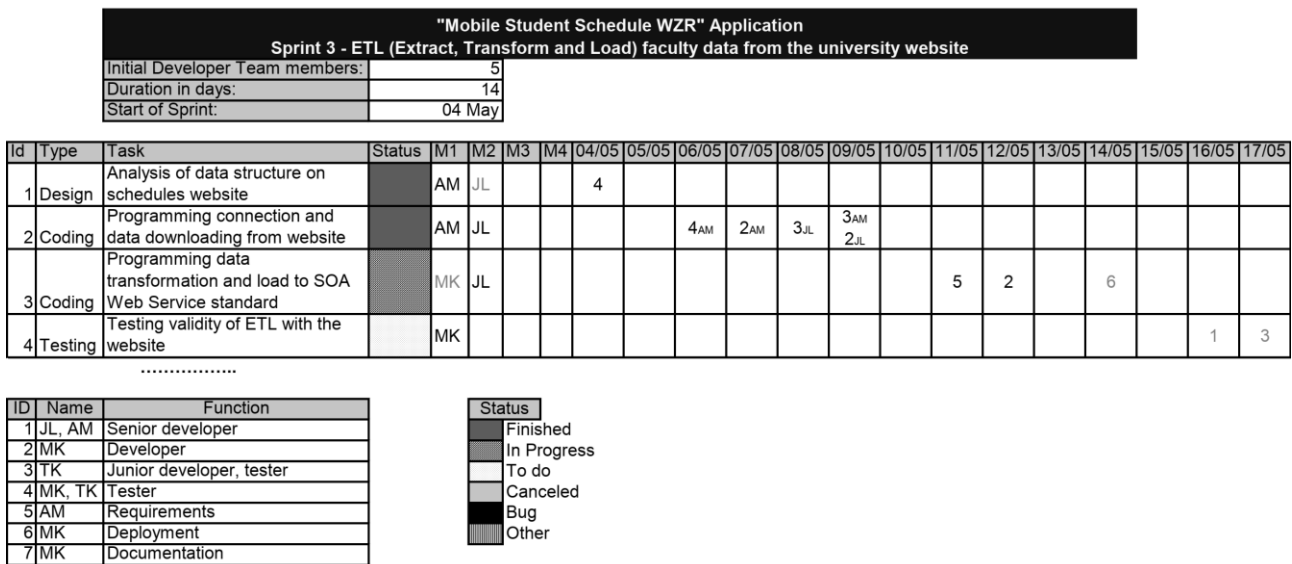 "Mobile Student Schedule WZR" Application
Sprint 3 - ETL (Extract, Transform and Load) faculty data from the university website
Initial Developer Team members: 5
Duration in days: 14
Start of Sprint: 04 May
Id Type Task Status M1 M2 M3 M4 04/05 05/05 06/05 07/05 08/05 09/05 10/05 11/05 12/05 13/05 14/05 15/05 16/05 17/05
Analysis of data structure on
1 Design schedules website AM JL 4
Programming connection and
2 Coding data downloading from website AM JL 4AM 2AM 3JL 3AM
2JL
Programming data
transformation and load to SOA
3 Coding Web Service standard MK JL 5 2 6
Testing validity of ETL with the
4 Testing website MK 1 3
.................
ID Name Function
1 JL, AM Senior developer
2 MK Developer
3 TK Junior developer, tester
4 MK, TK Tester
5 AM Requirements
6 MK Deployment
7 MK Documentation
Status
Finished
In Progress
To do
Canceled
Bug
Other